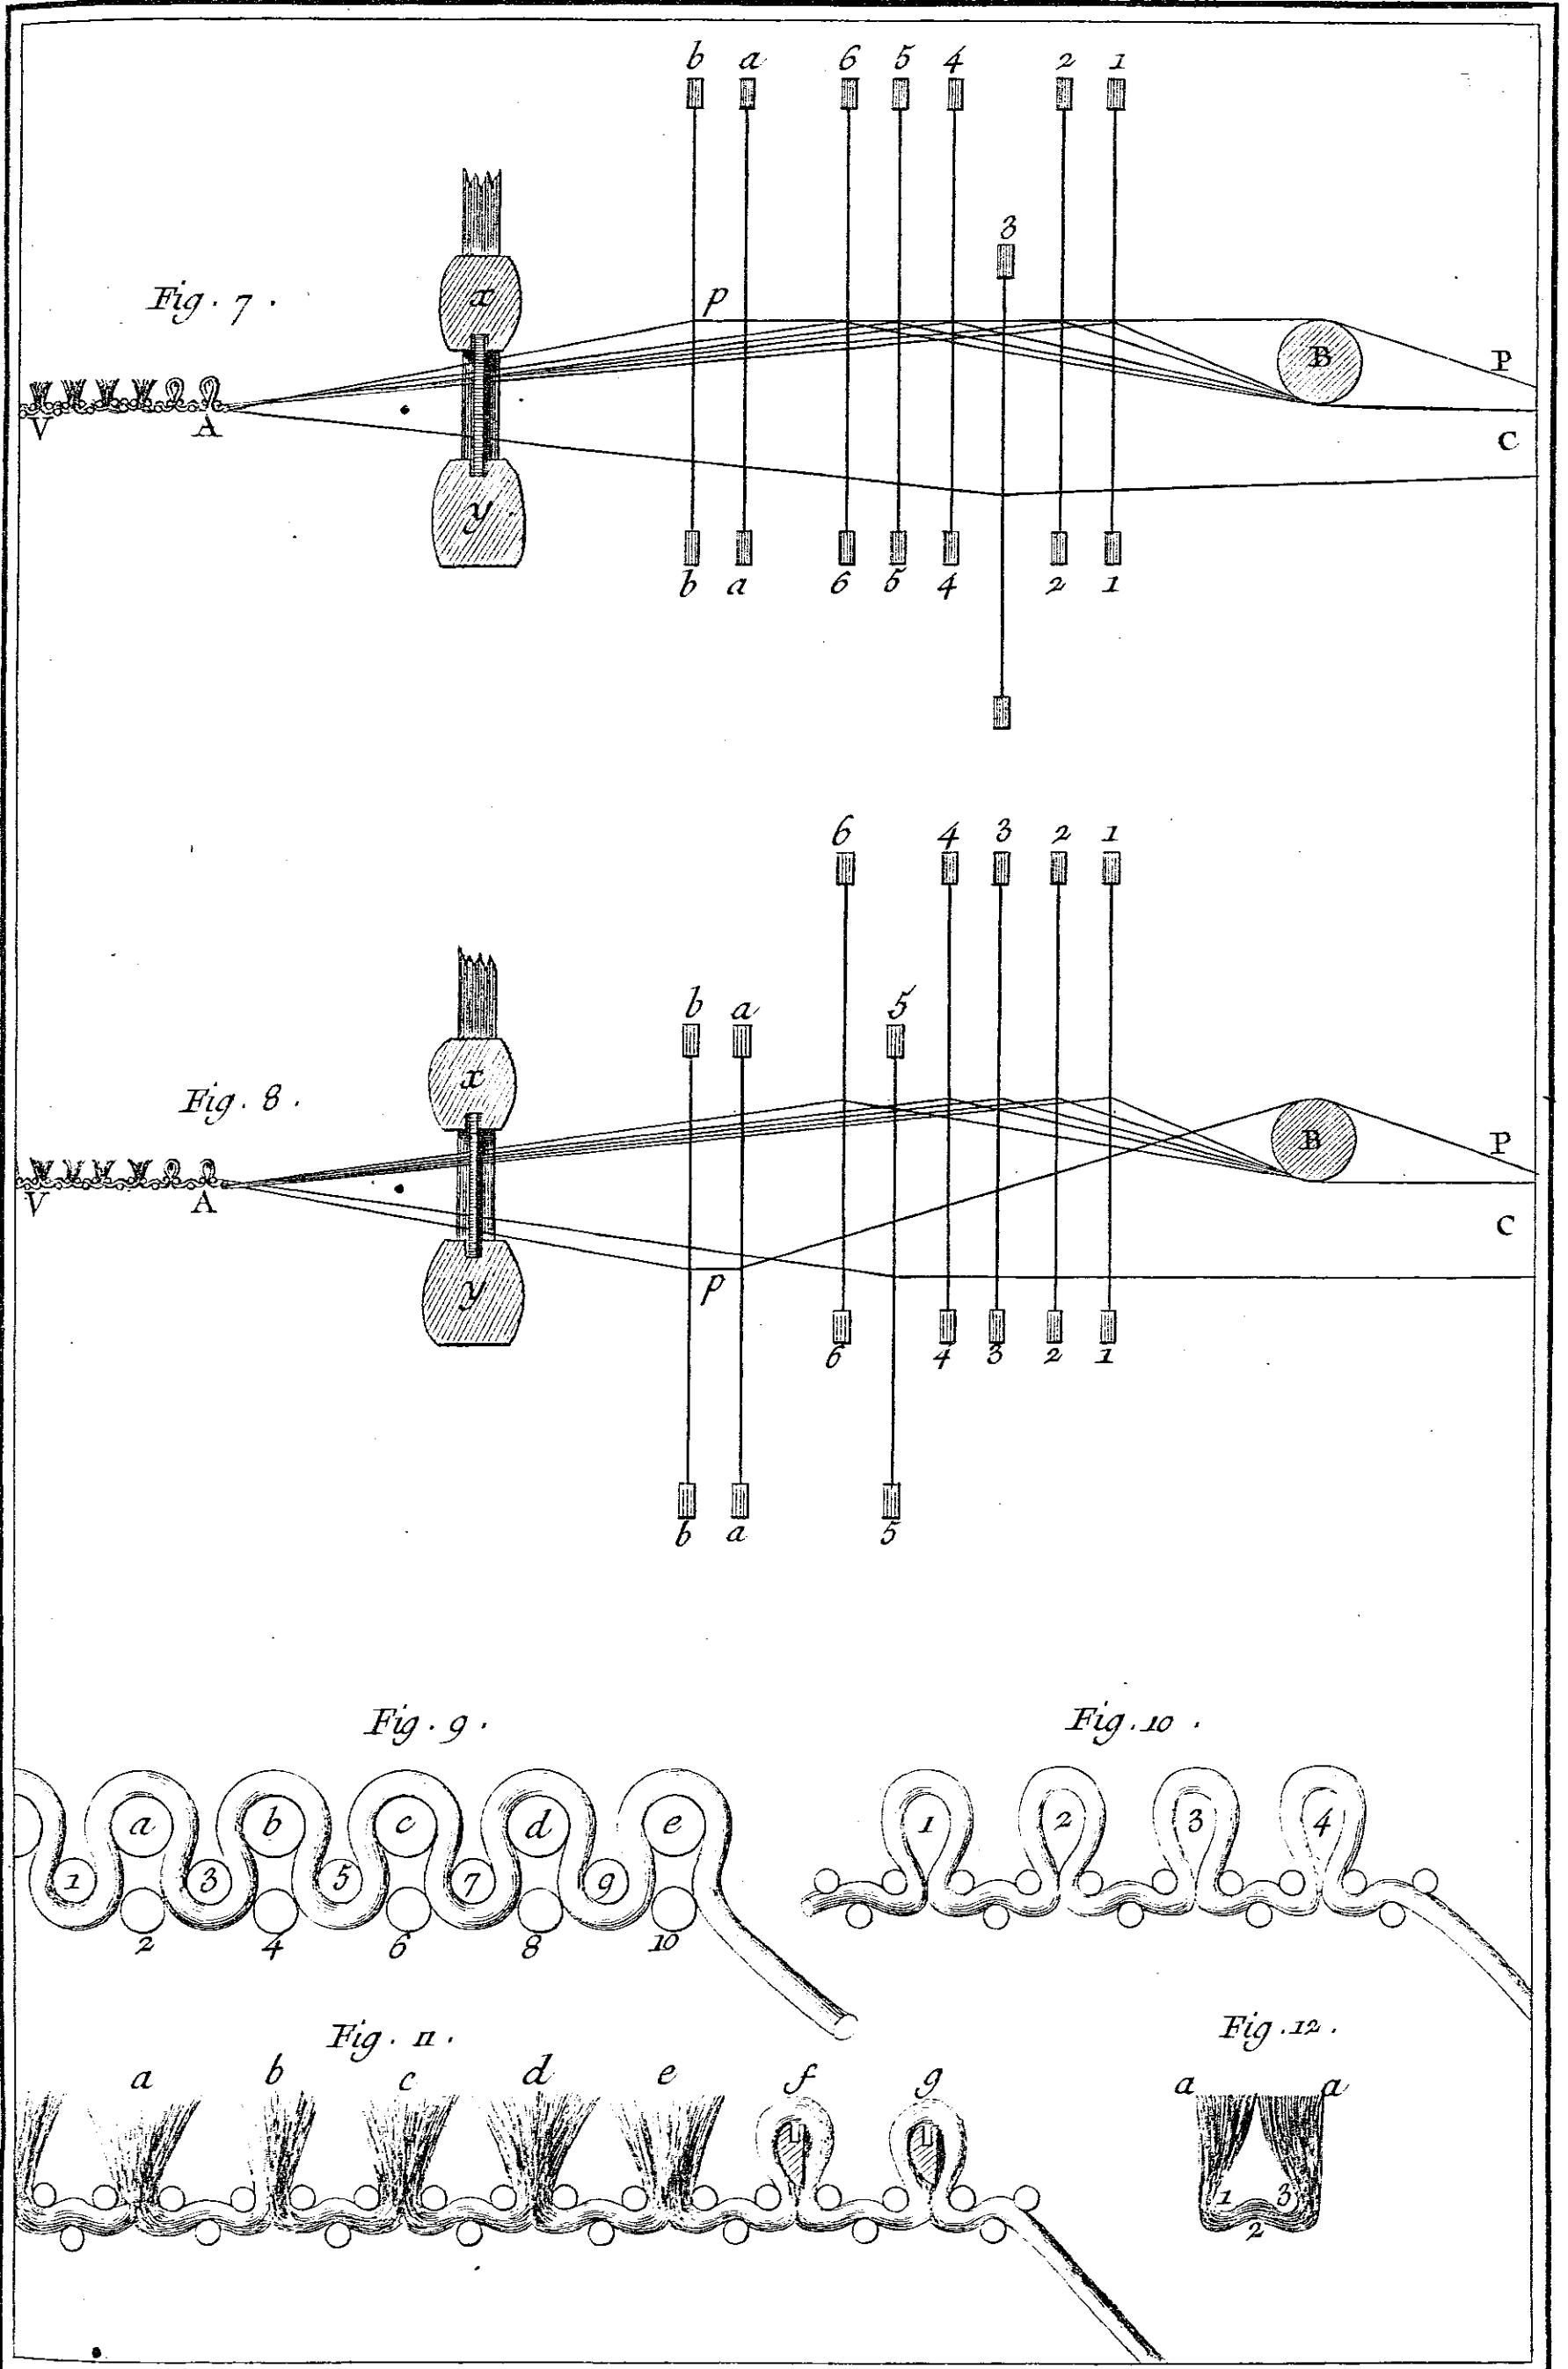 b a 6 5 4 2 1
3
Fig. 7.
x
p
B
P
V
A
C
y
b a 6 5 4 2 1
6 4 3 2 1
b a 5
Fig. 8.
x
B
P
V
A
C
p
y
6 4 3 2 1
b a 5
Fig. 9.
Fig. 10.
a b c d e
1 2 3 4
1 3 5 7 9
2 4 6 8 10
Fig. 11.
Fig. 12.
a b c d e f g
a a
1 3
2